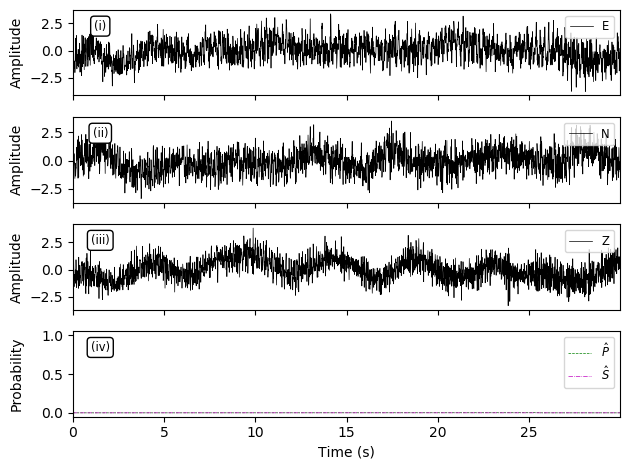 (i)
E
Amplitude
2.5
0.0
−2.5
(ii)
N
Amplitude
2.5
0.0
−2.5
(iii)
Z
Amplitude
2.5
0.0
−2.5
(iv)
P̂
Ŝ
Probability
1.0
0.5
0.0
0 5 10 15 20 25
Time (s)